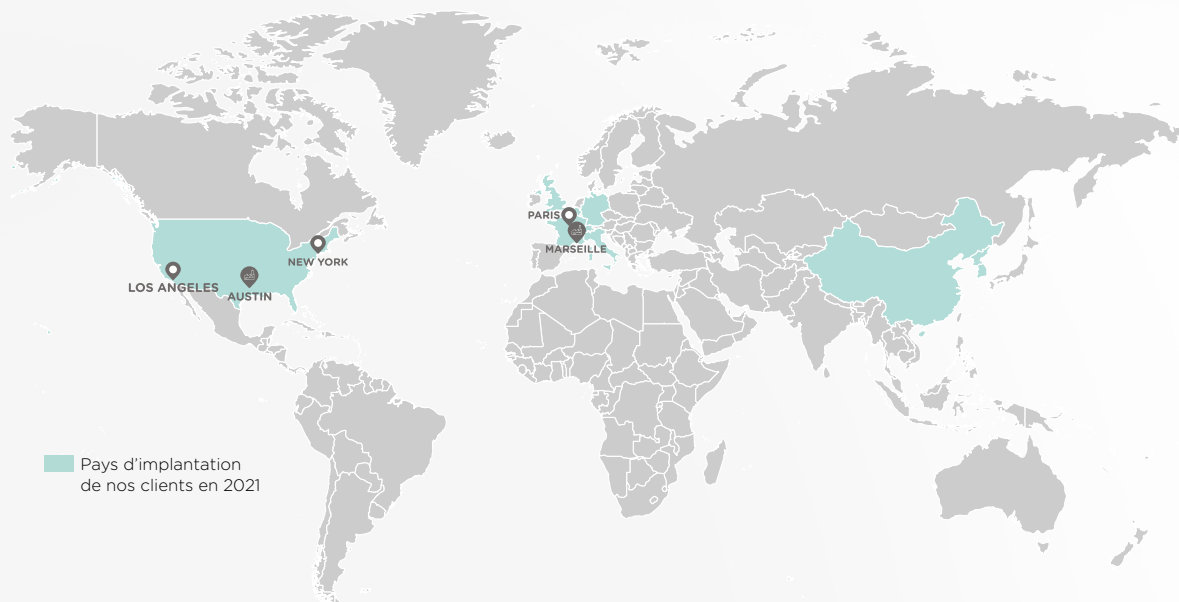 PARIS
MARSEILLE
NEW YORK
LOS ANGELES
AUSTIN
Pays d’implantation
de nos clients en 2021